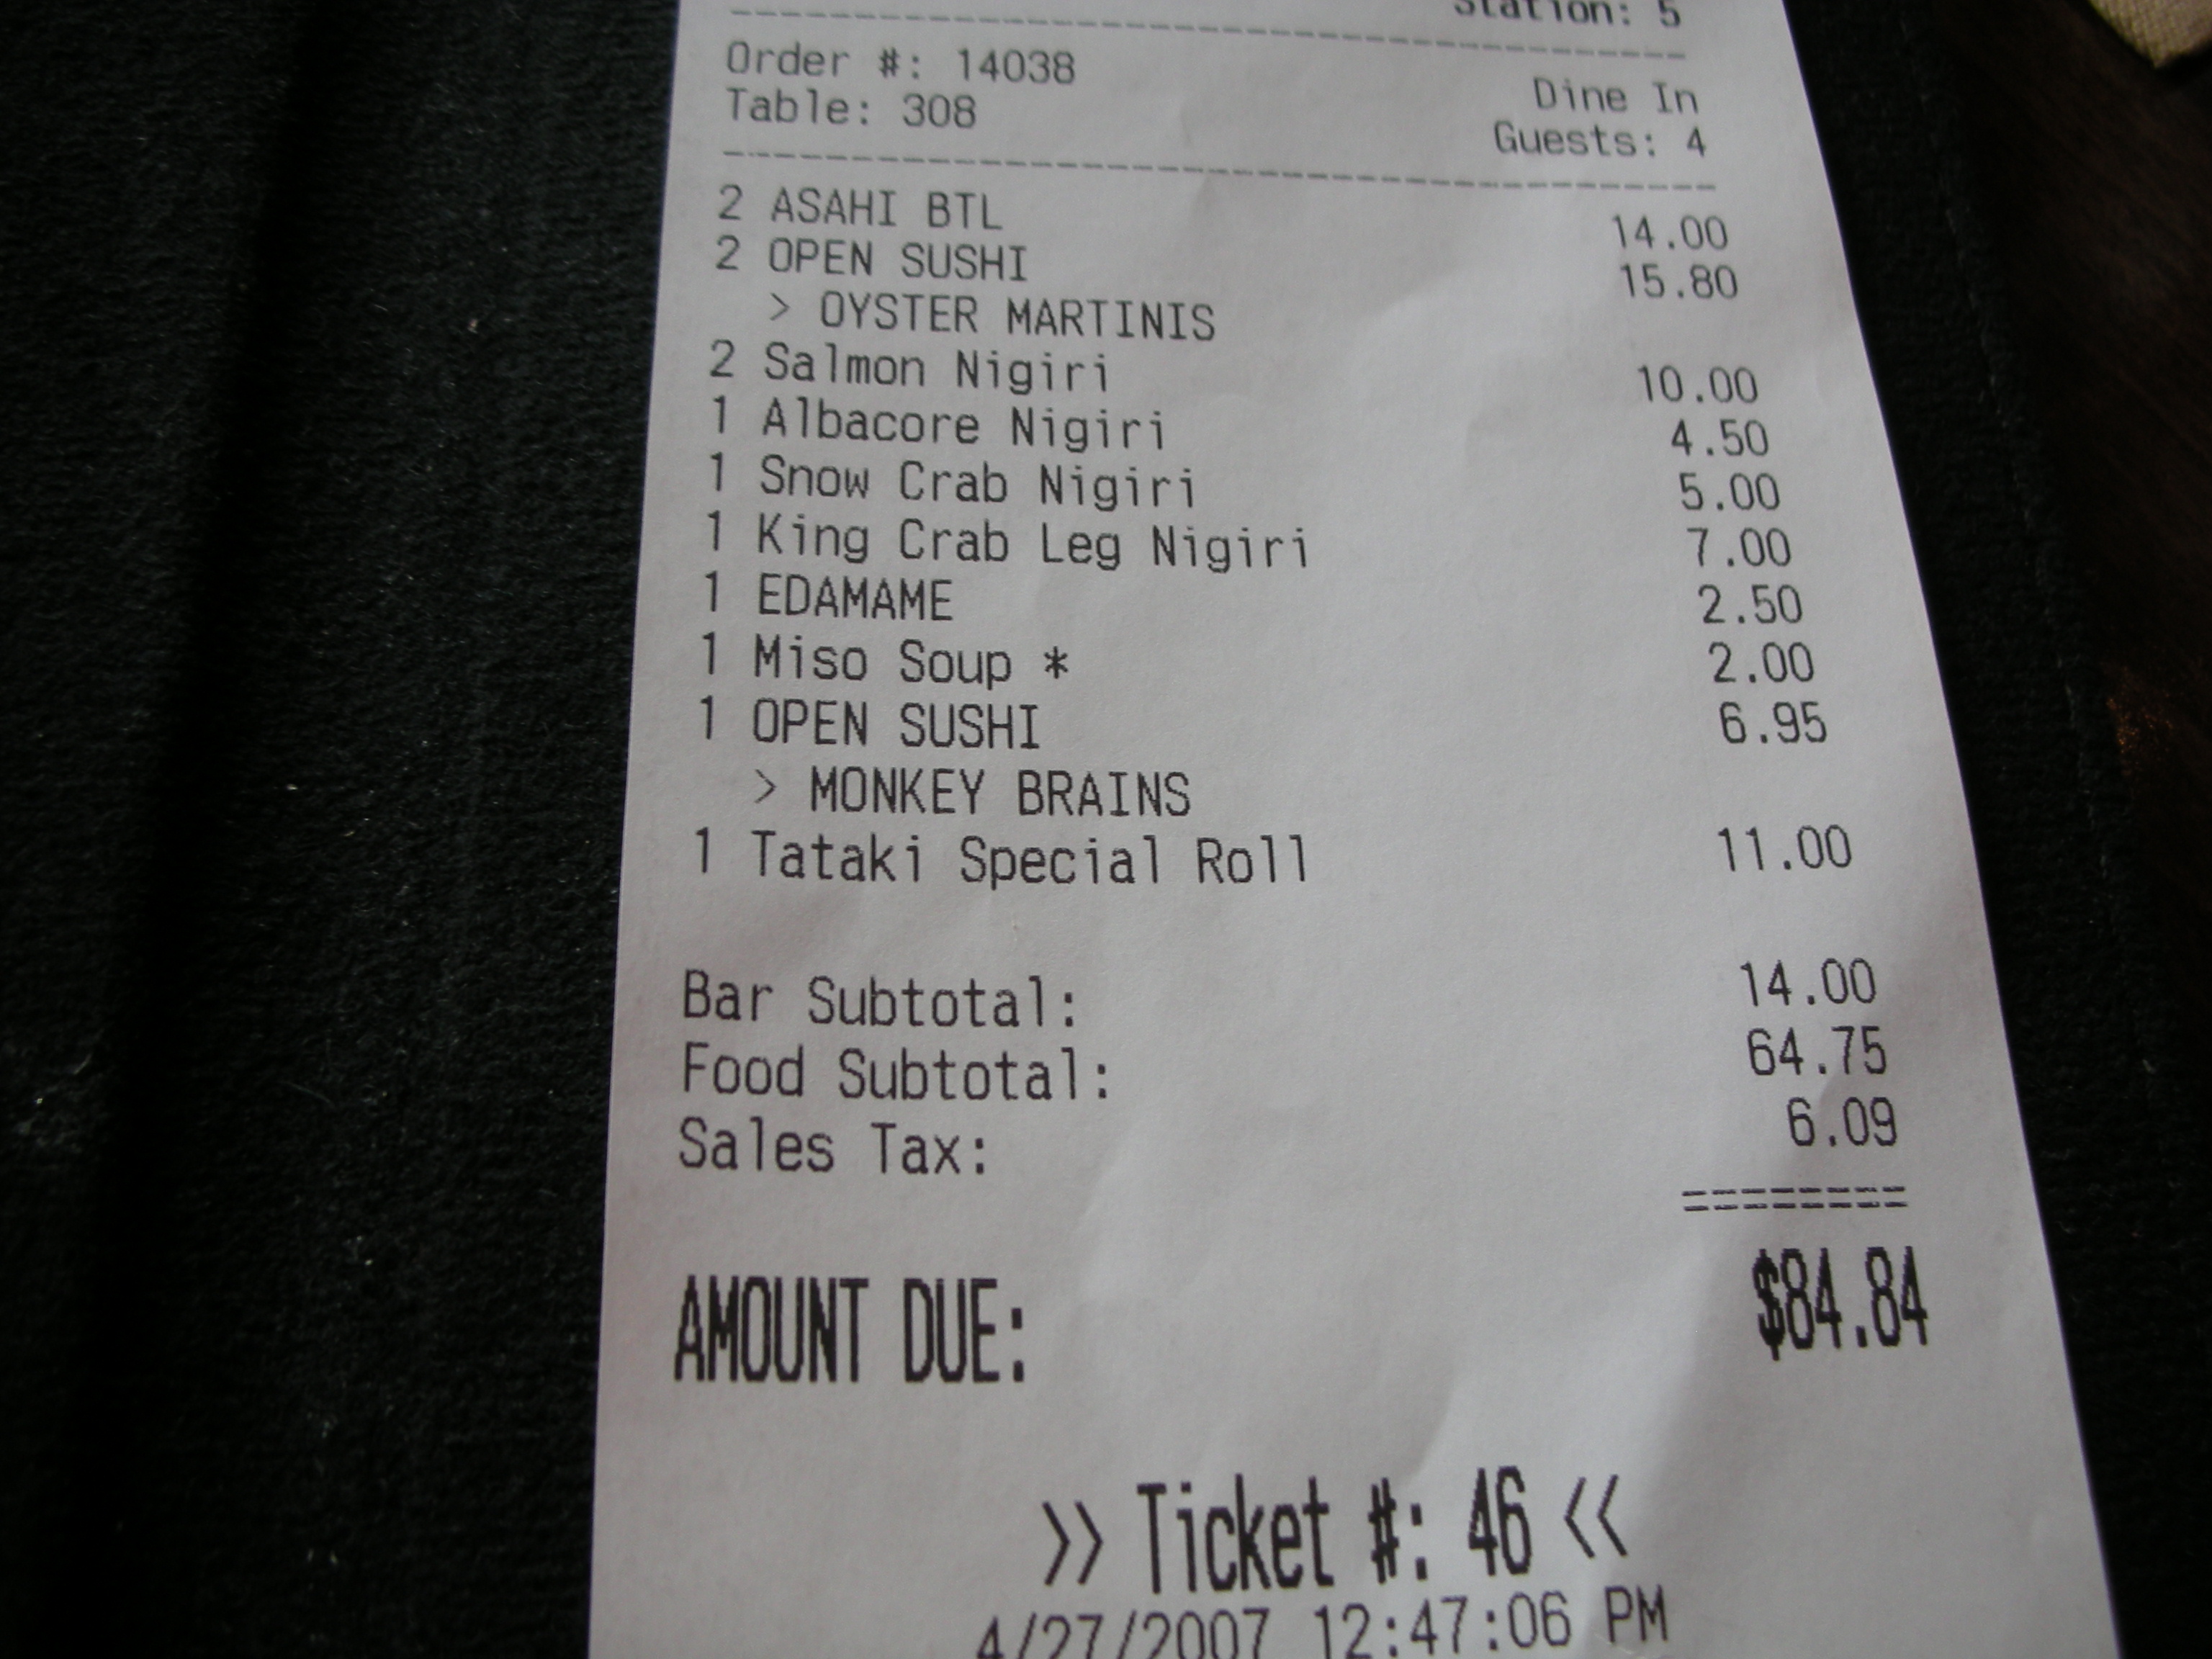 Station: 5
Order #: 14038
Dine In
Table: 308
Guests: 4
2 ASAHI BTL 14.00
2 OPEN SUSHI 15.80
> OYSTER MARTINIS
2 Salmon Nigiri 10.00
1 Albacore Nigiri 4.50
1 Snow Crab Nigiri 5.00
1 King Crab Leg Nigiri 7.00
1 EDAMAME 2.50
1 Miso Soup * 2.00
1 OPEN SUSHI 6.95
> MONKEY BRAINS
1 Tataki Special Roll 11.00
Bar Subtotal: 14.00
Food Subtotal: 64.75
Sales Tax: 6.09
========
AMOUNT DUE: $84.84
>> Ticket #: 46 <<
4/27/2007 12:47:06 PM